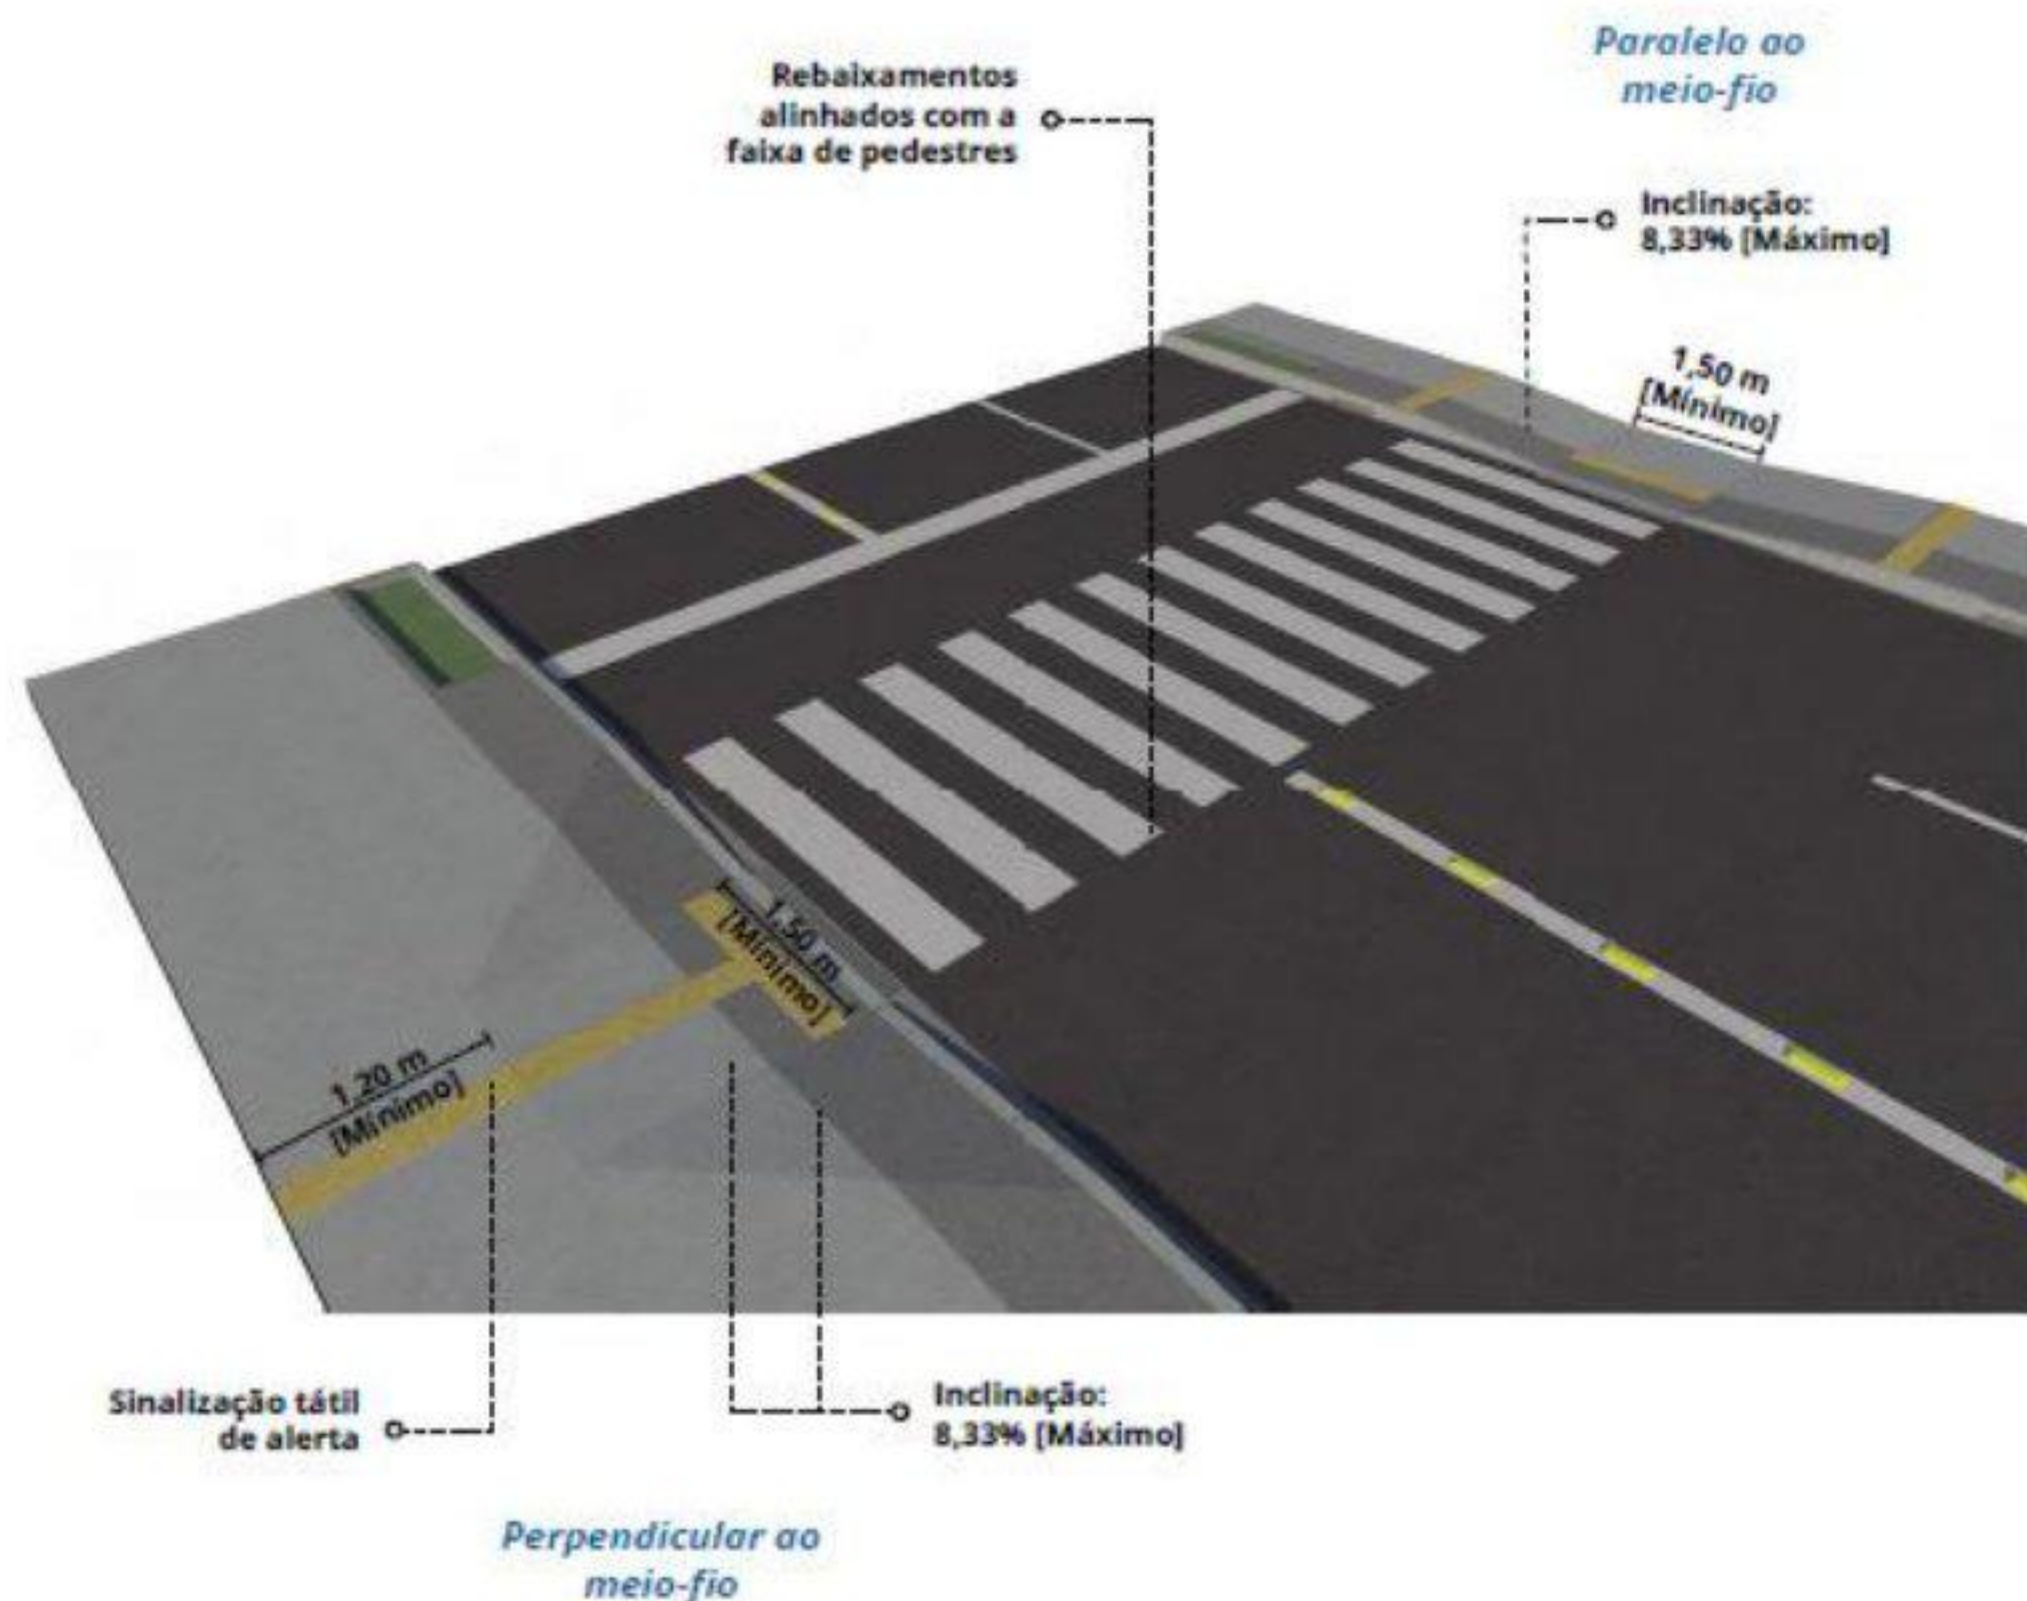 Paralelo ao
meio-fio
Rebaixamentos
alinhados com a
faixa de pedestres
Inclinação:
8,33% [Máximo]
1,50 m
[Mínimo]
1,50 m
[Mínimo]
1,20 m
[Mínimo]
Sinalização tátil
de alerta
Inclinação:
8,33% [Máximo]
Perpendicular ao
meio-fio